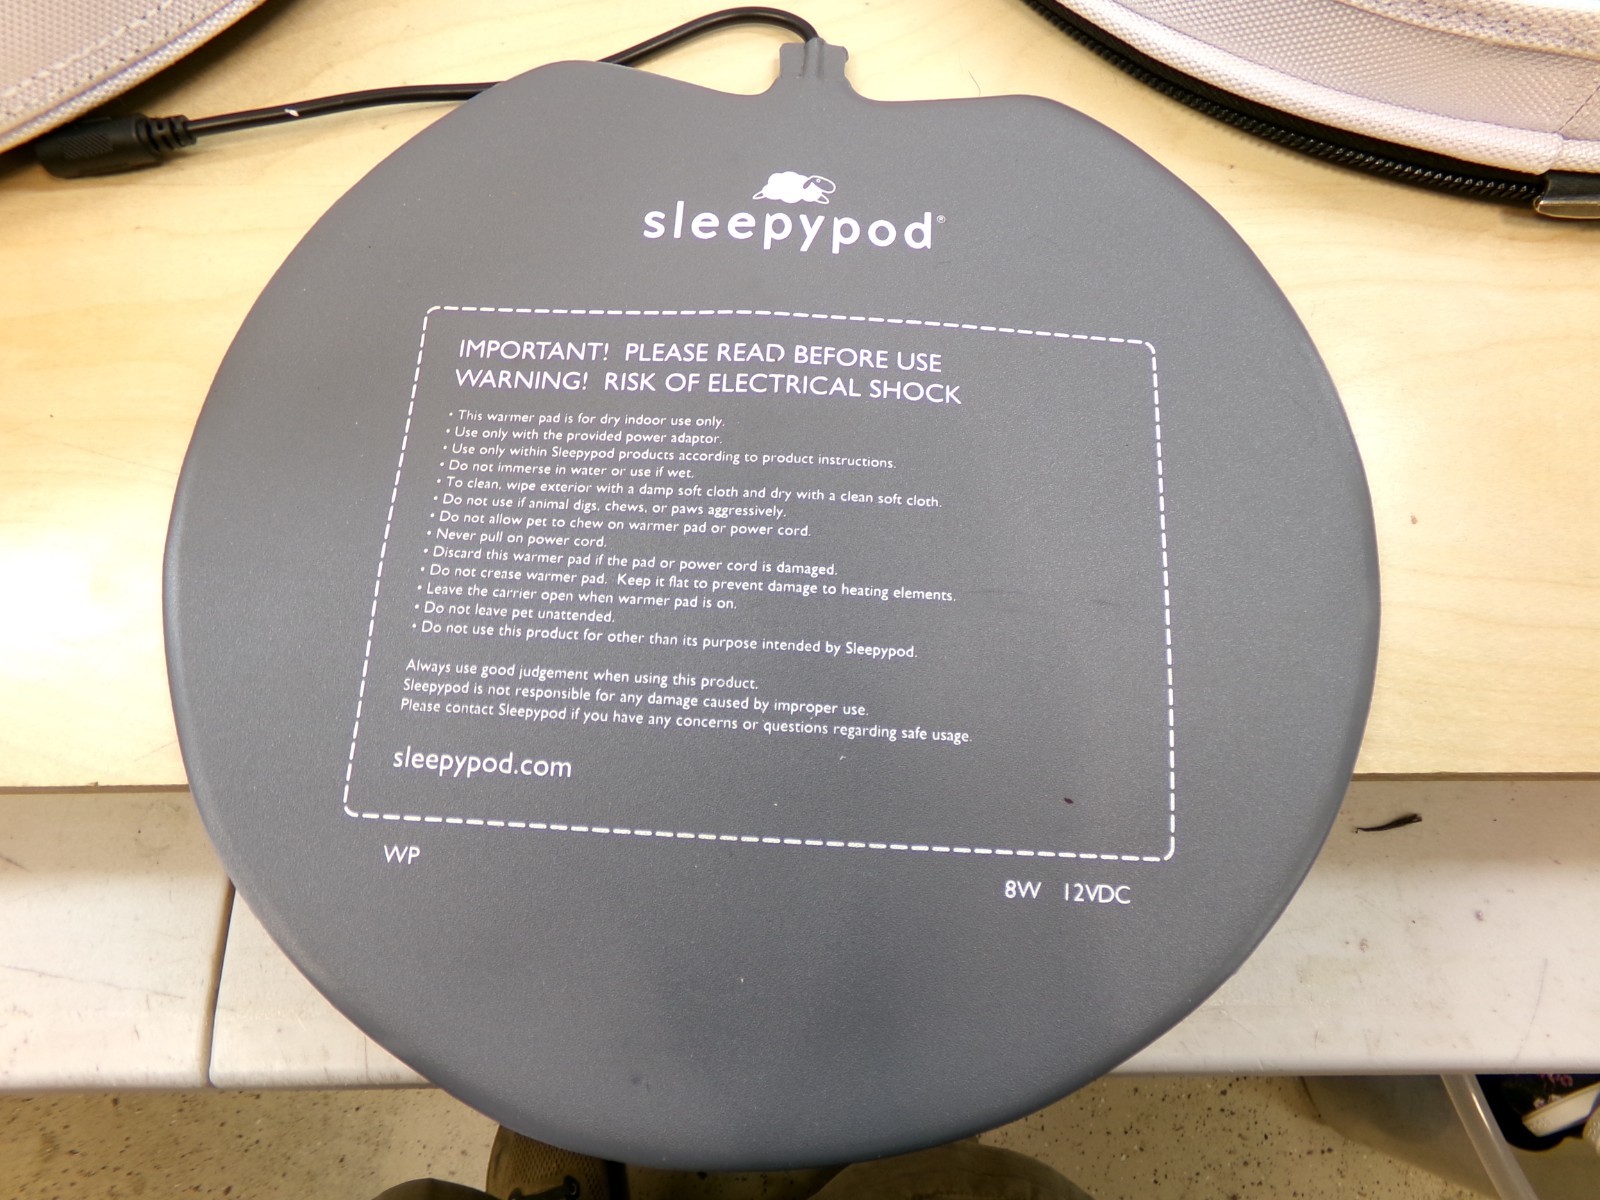 sleepypod®
IMPORTANT! PLEASE READ BEFORE USE
WARNING! RISK OF ELECTRICAL SHOCK
• This warmer pad is for dry indoor use only.
• Use only with the provided power adaptor.
• Use only within Sleepypod products according to product instructions.
• Do not immerse in water or use if wet.
• To clean, wipe exterior with a damp soft cloth and dry with a clean soft cloth.
• Do not use if animal digs, chews, or paws aggressively.
• Do not allow pet to chew on warmer pad or power cord.
• Never pull on power cord.
• Discard this warmer pad if the pad or power cord is damaged.
• Do not crease warmer pad. Keep it flat to prevent damage to heating elements.
• Leave the carrier open when warmer pad is on.
• Do not leave pet unattended.
• Do not use this product for other than its purpose intended by Sleepypod.
Always use good judgement when using this product.
Sleepypod is not responsible for any damage caused by improper use.
Please contact Sleepypod if you have any concerns or questions regarding safe usage.
sleepypod.com
WP
8W 12VDC